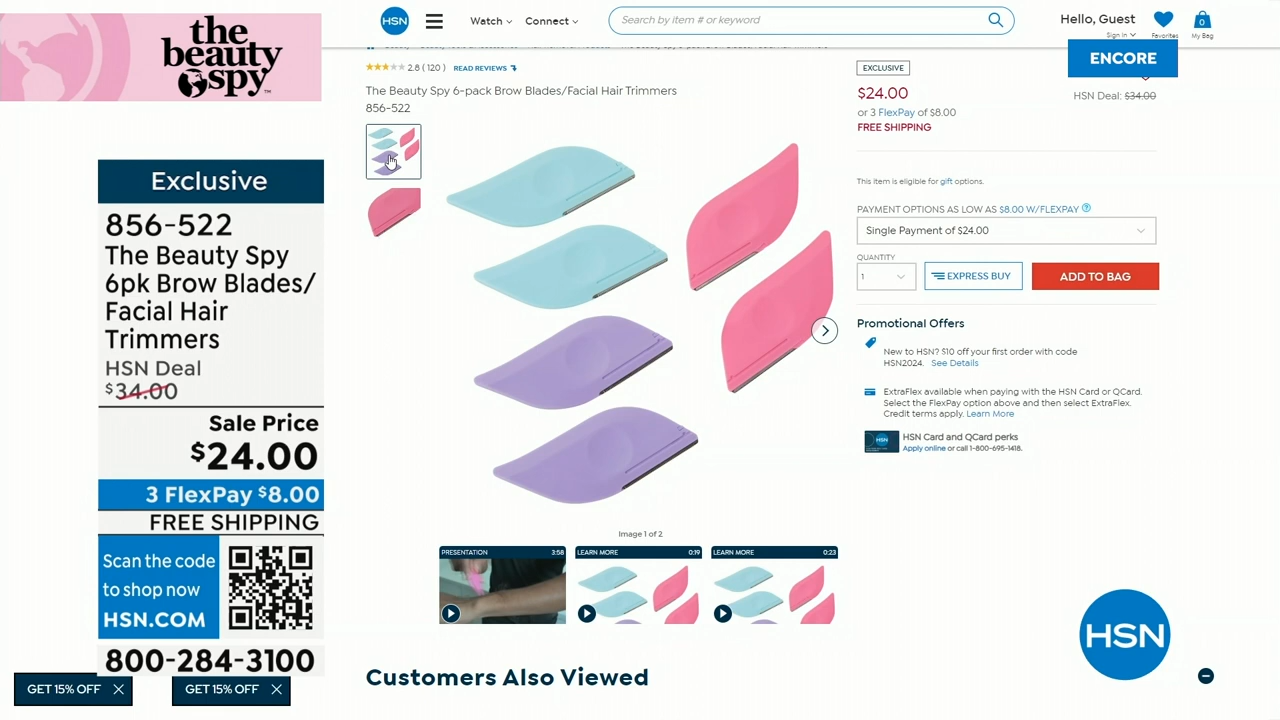 the
beauty
spy
Exclusive
856-522
The Beauty Spy
6pk Brow Blades/
Facial Hair
Trimmers
HSN Deal
$34.00
Sale Price
$24.00
3 FlexPay $8.00
FREE SHIPPING
Scan the code
to shop now
HSN.COM
800-284-3100
GET 15% OFF
GET 15% OFF
HSN
Watch
Connect
Search by item # or keyword
Hello, Guest
Sign In
Favorites
0
My Bag
ENCORE
2.8 (120)
READ REVIEWS
The Beauty Spy 6-pack Brow Blades/Facial Hair Trimmers
856-522
Image 1 of 2
PRESENTATION 3:58
LEARN MORE 0:19
LEARN MORE 0:23
EXCLUSIVE
$24.00
HSN Deal: $34.00
or 3 FlexPay of $8.00
FREE SHIPPING
This item is eligible for gift options.
PAYMENT OPTIONS AS LOW AS $8.00 W/FLEXPAY
Single Payment of $24.00
QUANTITY
1
EXPRESS BUY
ADD TO BAG
Promotional Offers
New to HSN? $10 off your first order with code
HSN2024. See Details
ExtraFlex available when paying with the HSN Card or QCard.
Select the FlexPay option above and then select ExtraFlex.
Credit terms apply. Learn More
HSN
HSN Card and QCard perks
Apply online or call 1-800-695-1418.
Customers Also Viewed
HSN